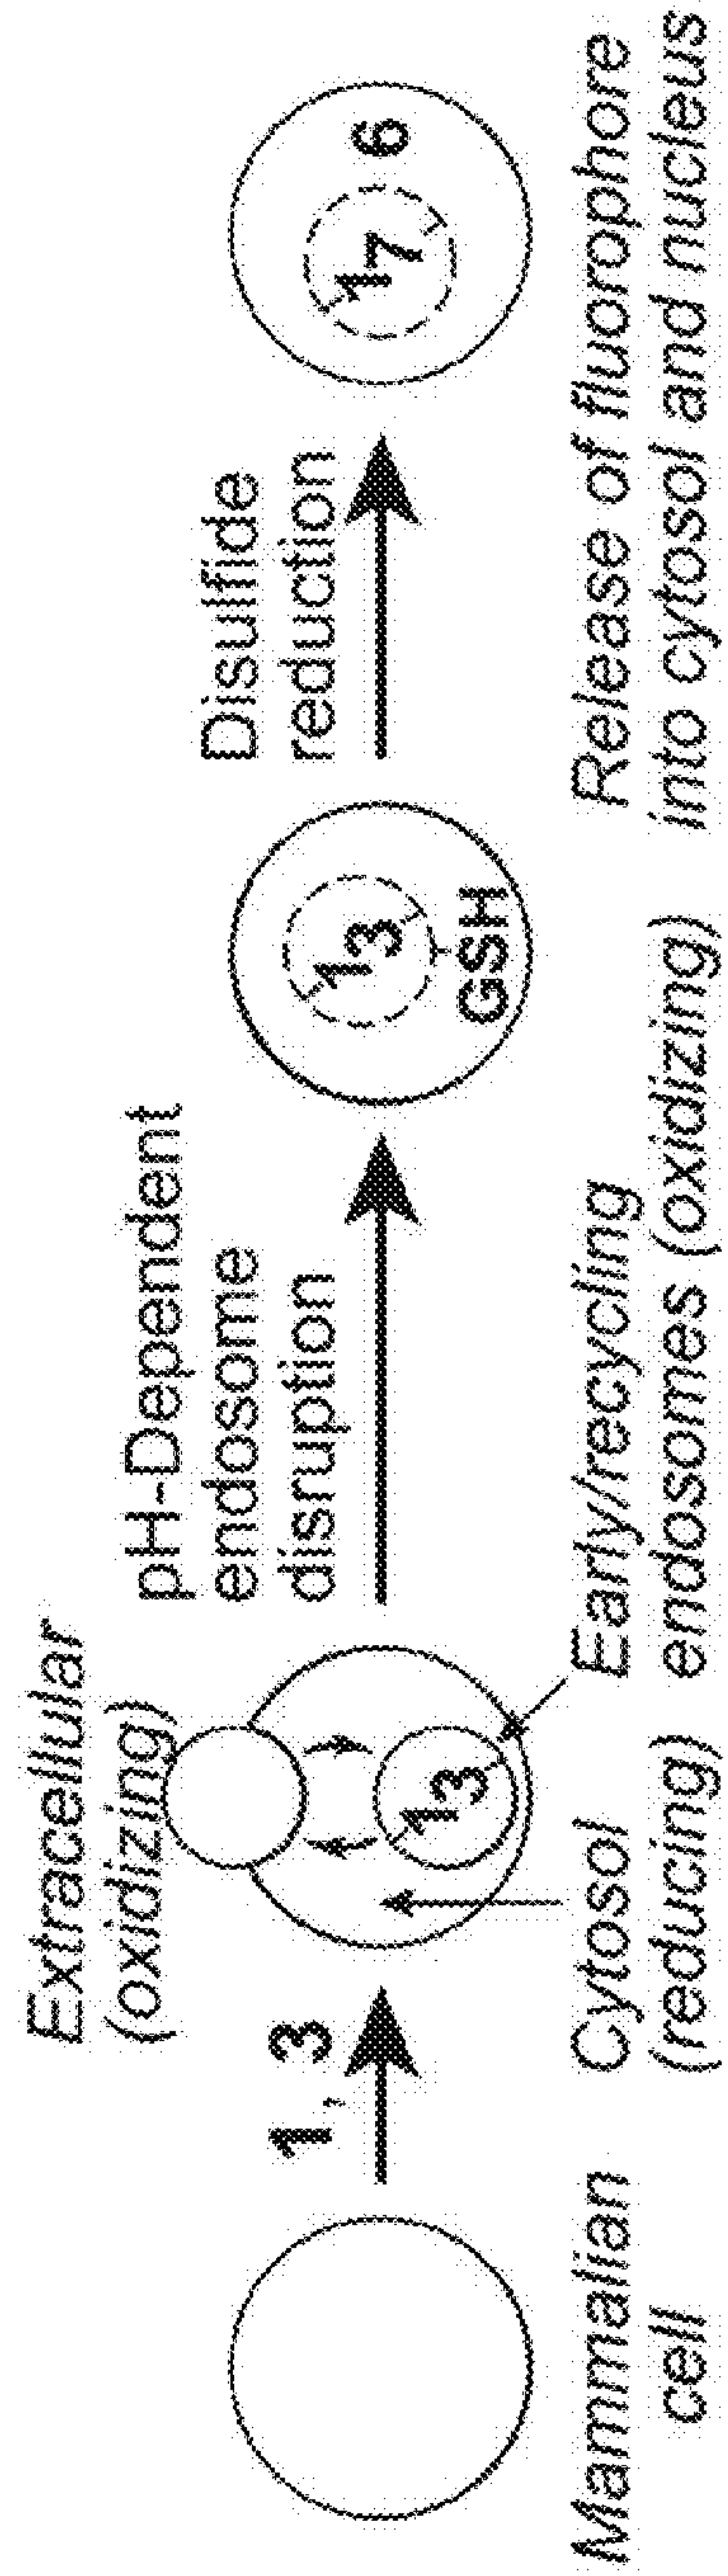 Extracellular
(oxidizing)
pH-Dependent
endosome
disruption
Disulfide
reduction
1, 3
1
3
1
3
GSH
1
7
6
Mammalian
cell
Cytosol
(reducing)
Early/recycling
endosomes (oxidizing)
Release of fluorophore
into cytosol and nucleus